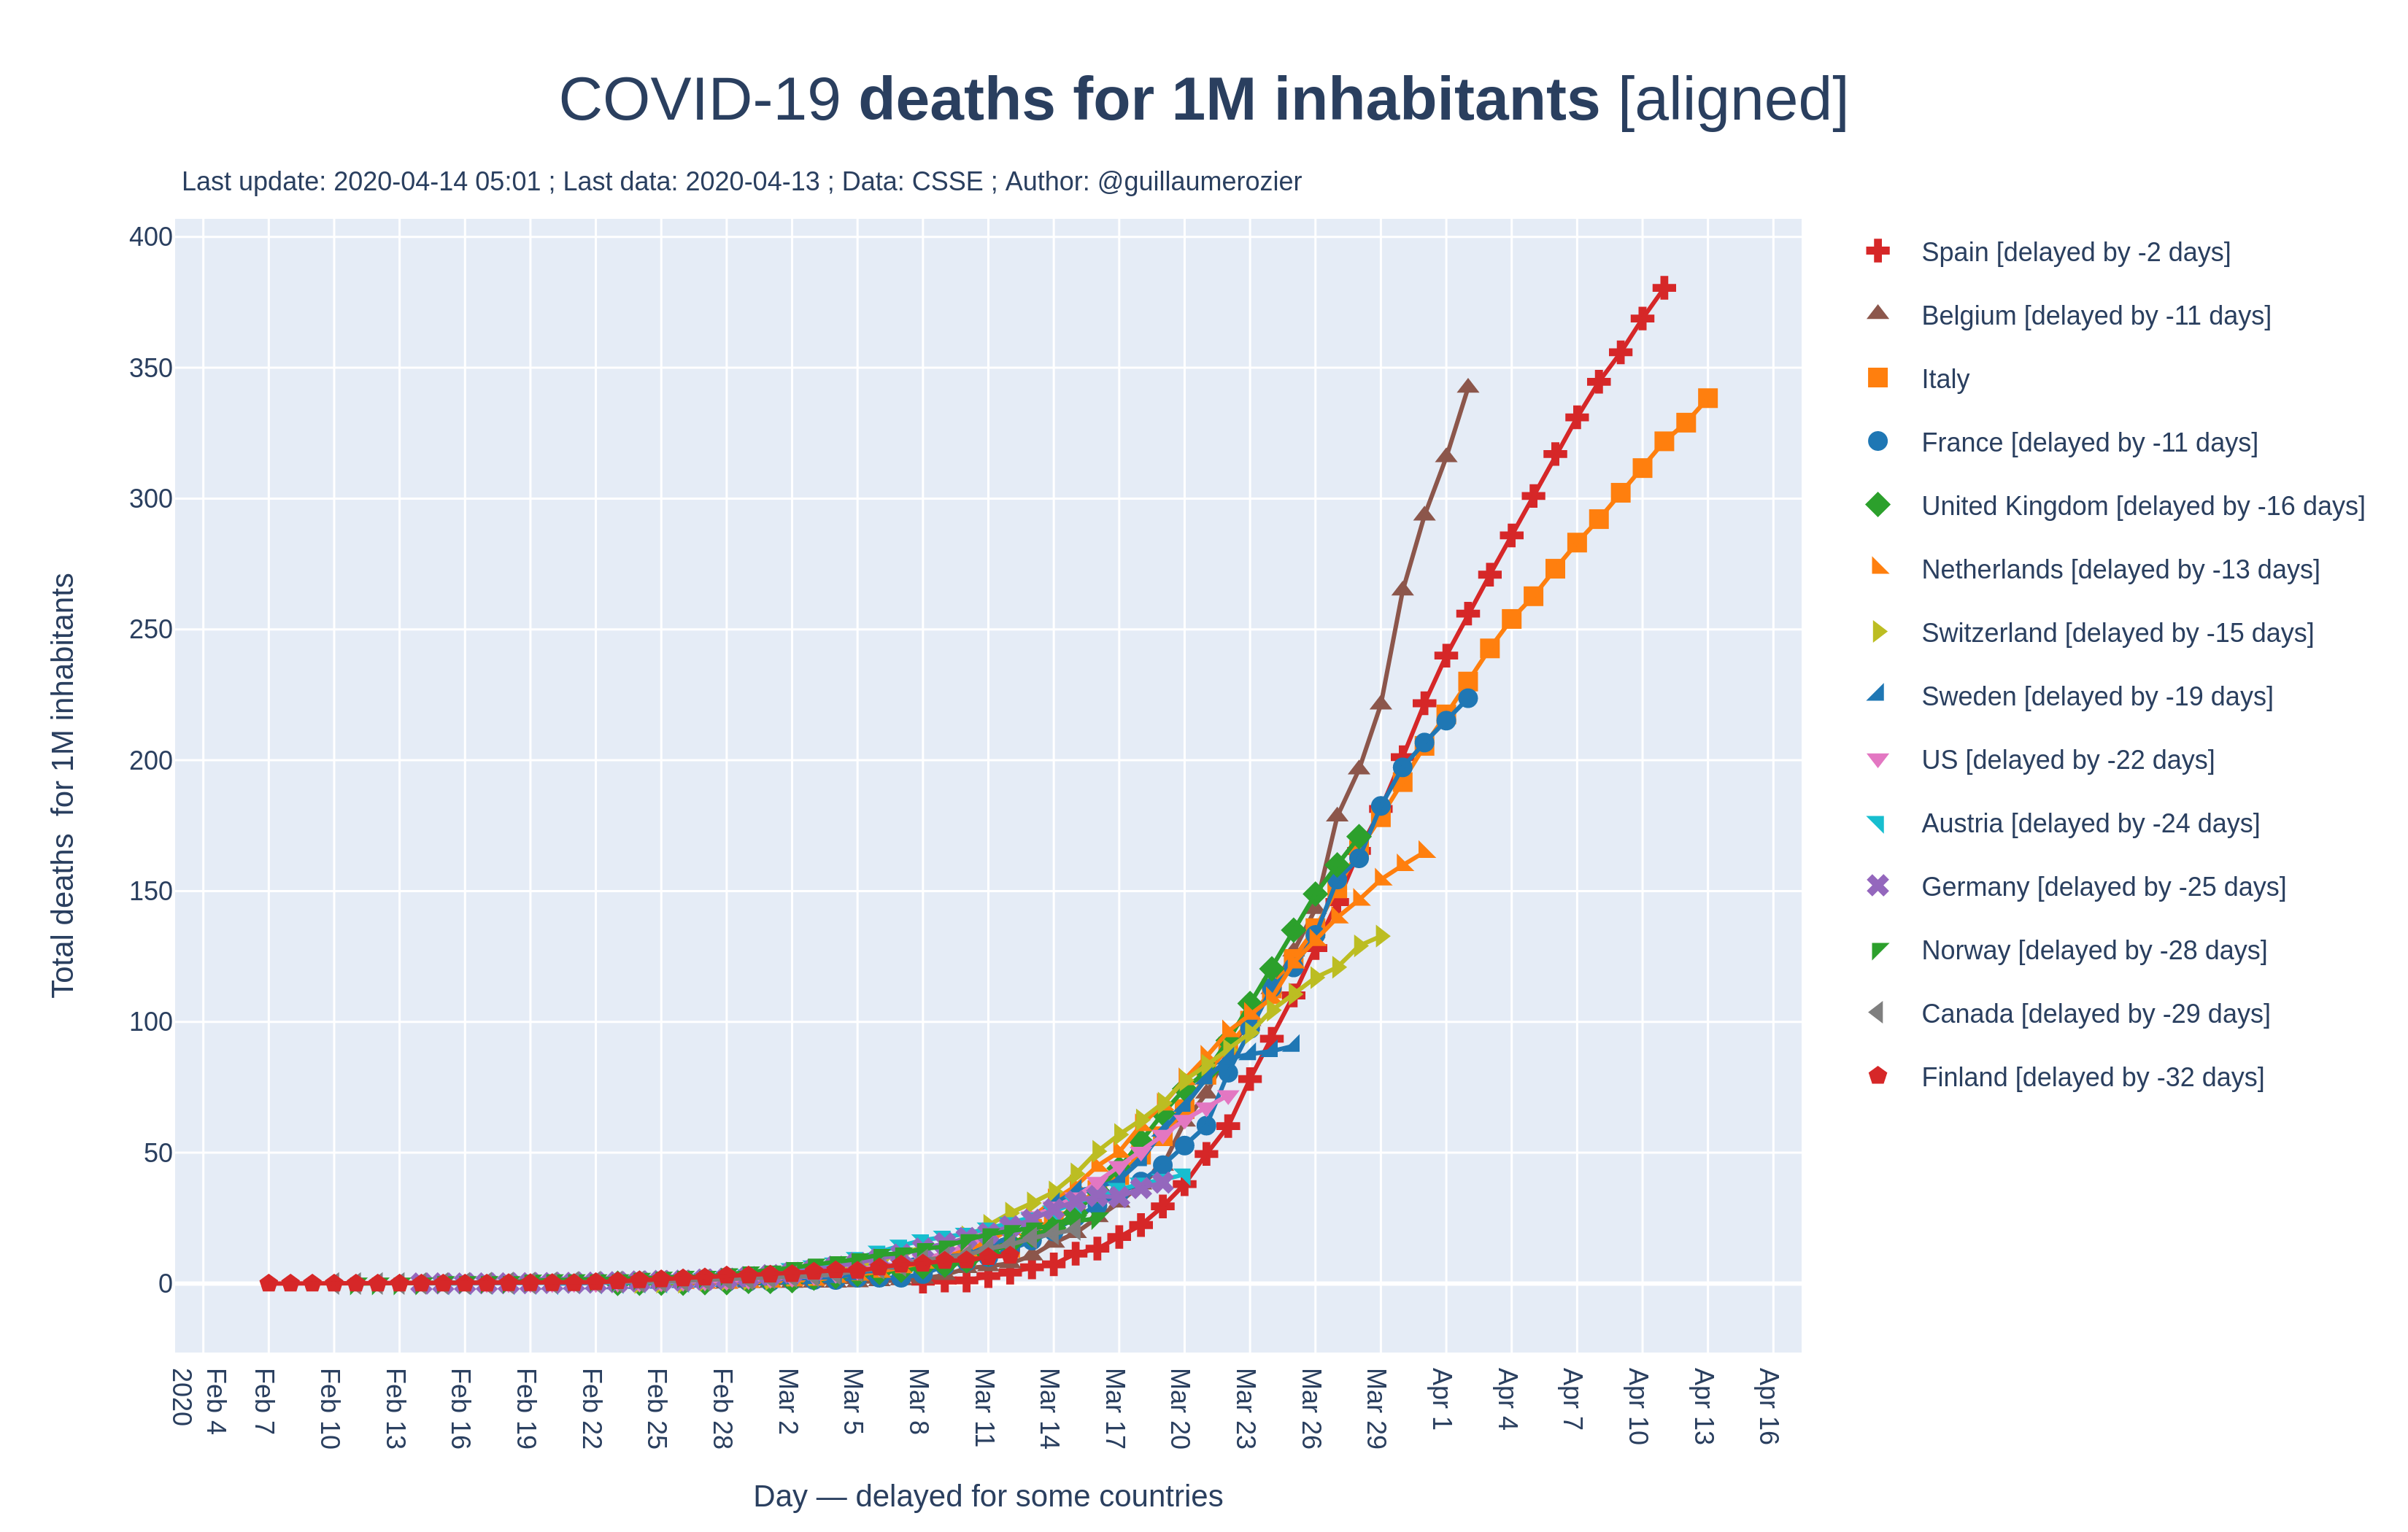 COVID-19 deaths for 1M inhabitants [aligned]
Last update: 2020-04-14 05:01 ; Last data: 2020-04-13 ; Data: CSSE ; Author: @guillaumerozier
400
350
300
250
200
150
100
50
0
Total deaths for 1M inhabitants
Feb 4
2020
Feb 7
Feb 10
Feb 13
Feb 16
Feb 19
Feb 22
Feb 25
Feb 28
Mar 2
Mar 5
Mar 8
Mar 11
Mar 14
Mar 17
Mar 20
Mar 23
Mar 26
Mar 29
Apr 1
Apr 4
Apr 7
Apr 10
Apr 13
Apr 16
Day — delayed for some countries
Spain [delayed by -2 days]
Belgium [delayed by -11 days]
Italy
France [delayed by -11 days]
United Kingdom [delayed by -16 days]
Netherlands [delayed by -13 days]
Switzerland [delayed by -15 days]
Sweden [delayed by -19 days]
US [delayed by -22 days]
Austria [delayed by -24 days]
Germany [delayed by -25 days]
Norway [delayed by -28 days]
Canada [delayed by -29 days]
Finland [delayed by -32 days]